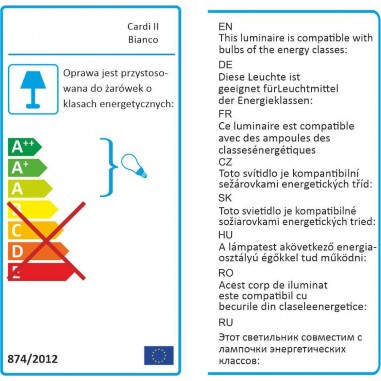 Cardi II
Bianco
Oprawa jest przystoso-
wana do żarówek o
klasach energetycznych:
A++
A+
A
B
C
D
E
874/2012
EN
This luminaire is compatible with
bulbs of the energy classes:
DE
Diese Leuchte ist
geeignet fürLeuchtmittel
der Energieklassen:
FR
Ce luminaire est compatible
avec des ampoules des
classesénergétiques
CZ
Toto svítidlo je kompantibilní
sežárovkami energetických tříd:
SK
Toto svietidlo je kompatibilné
sožiarovkami energetických tried:
HU
A lámpatest akövetkező energia-
osztályú égőkkel tud működni:
RO
Acest corp de iluminat
este compatibil cu
becurile din claseleenergetice:
RU
Этот светильник совместим с
лампочки энергетических
классов: